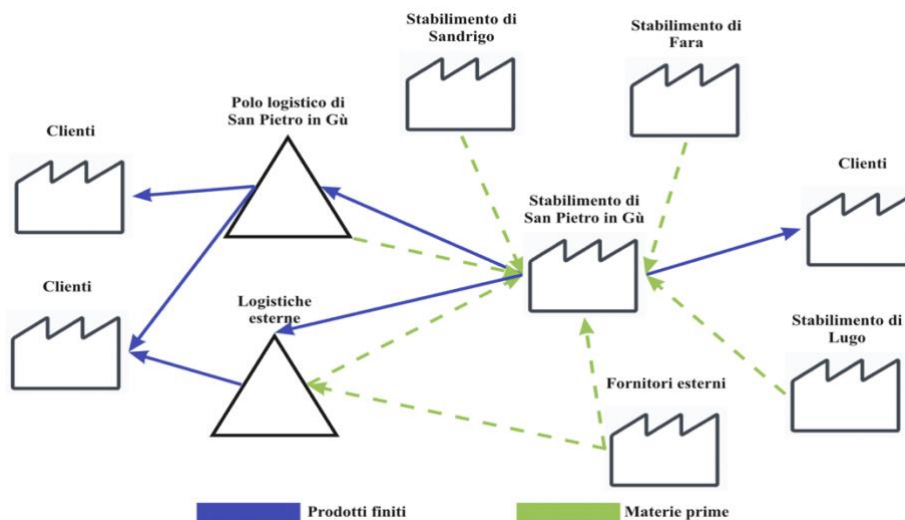 Stabilimento di
Sandrigo
Stabilimento di
Fara
Polo logistico di
San Pietro in Gù
Clienti
Clienti
Stabilimento di
San Pietro in Gù
Clienti
Logistiche
esterne
Stabilimento di
Lugo
Fornitori esterni
Prodotti finiti
Materie prime